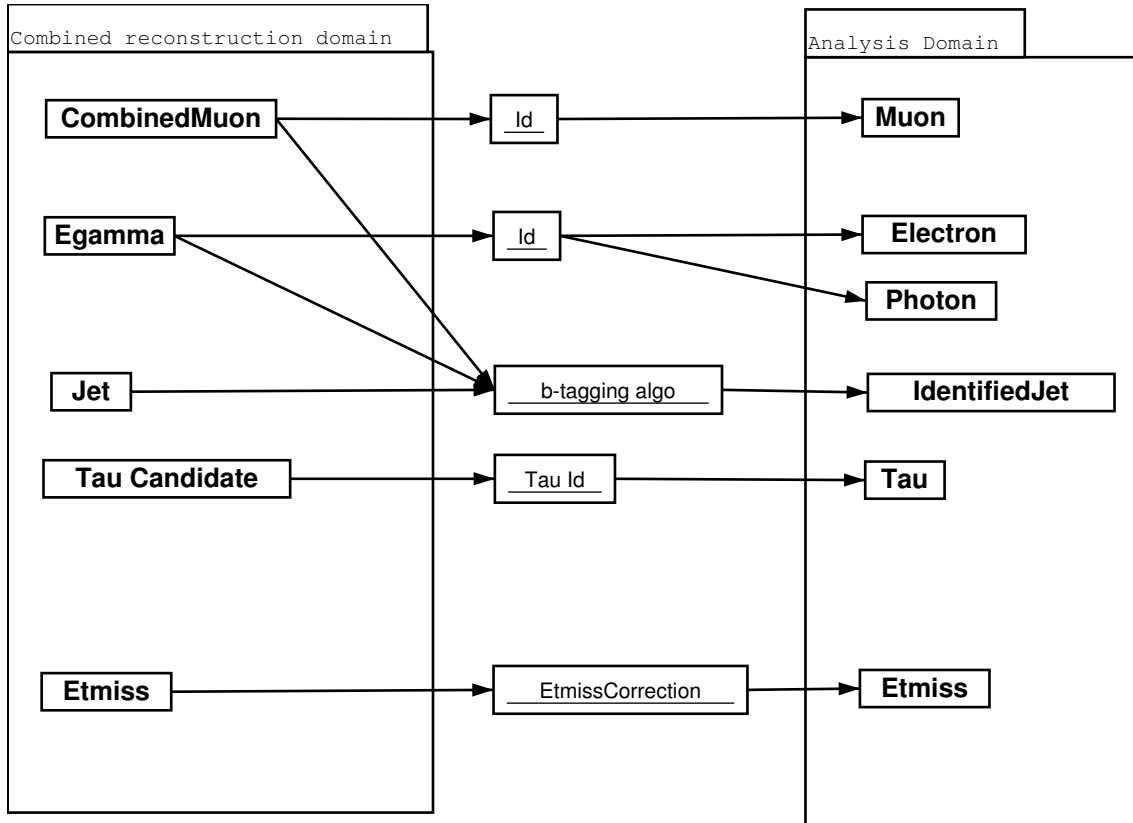 Combined reconstruction domain
Analysis Domain
CombinedMuon
Id
Muon
Egamma
Id
Electron
Photon
Jet
b-tagging algo
IdentifiedJet
Tau Candidate
Tau Id
Tau
Etmiss
EtmissCorrection
Etmiss